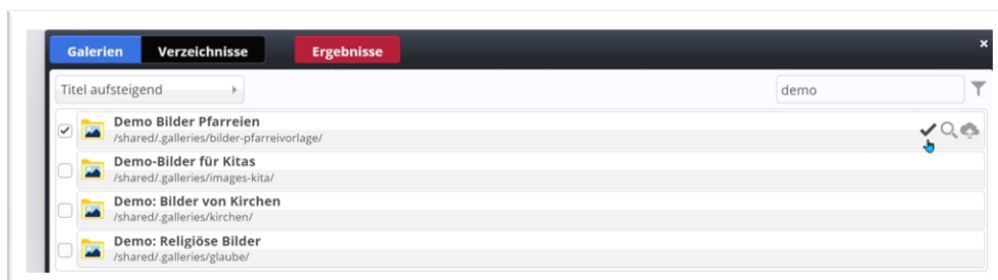 Galerien Verzeichnisse Ergebnisse
Titel aufsteigend demo
Demo Bilder Pfarreien
/shared/.galleries/bilder-pfarreivorlage/
Demo-Bilder für Kitas
/shared/.galleries/images-kita/
Demo: Bilder von Kirchen
/shared/.galleries/kirchen/
Demo: Religiöse Bilder
/shared/.galleries/glaube/